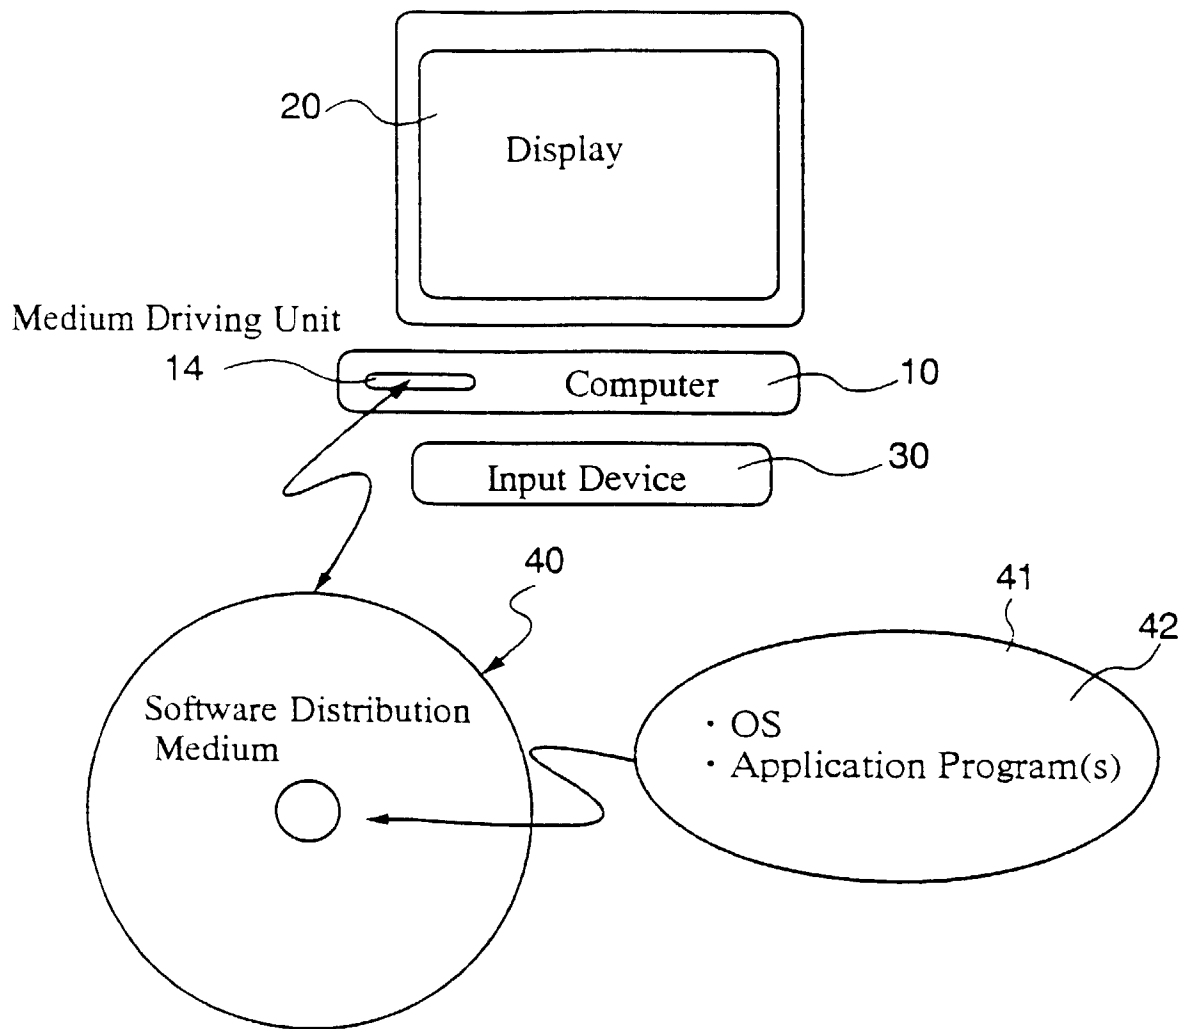 20
Display
Medium Driving Unit
14
Computer
10
Input Device
30
40
41
42
Software Distribution
Medium
・OS
・Application Program(s)